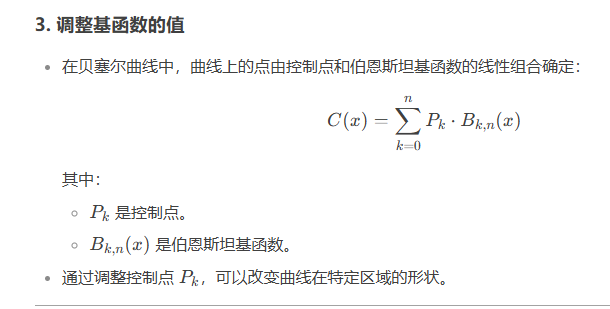 3. 调整基函数的值
• 在贝塞尔曲线中，曲线上的点由控制点和伯恩斯坦基函数的线性组合确定：
C(x) = \sum_{k=0}^{n} P_k · B_{k,n}(x)
其中：
◦ P_k 是控制点。
◦ B_{k,n}(x) 是伯恩斯坦基函数。
• 通过调整控制点 P_k，可以改变曲线在特定区域的形状。